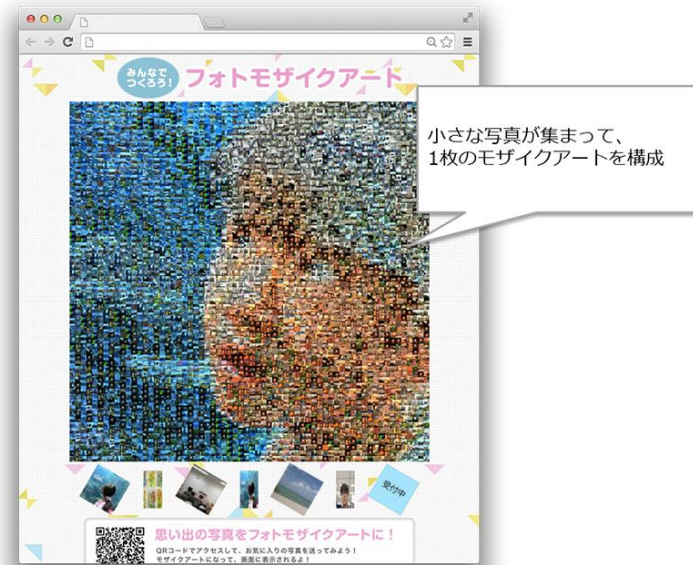 みんなで
つくろう!
フォトモザイクアート
小さな写真が集まって、
1枚のモザイクアートを構成
受付中
思い出の写真をフォトモザイクアートに!
QRコードでアクセスして、お気に入りの写真を送ってみよう!
モザイクアートになって、画面に表示されるよ!